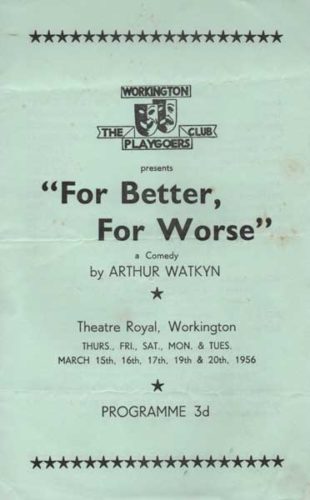 WORKINGTON
THE CLUB
PLAYGOERS
presents
"For Better,
For Worse"
a Comedy
by ARTHUR WATKYN
Theatre Royal, Workington
THURS., FRI., SAT., MON. & TUES.
MARCH 15th, 16th, 17th, 19th & 20th, 1956
PROGRAMME 3d